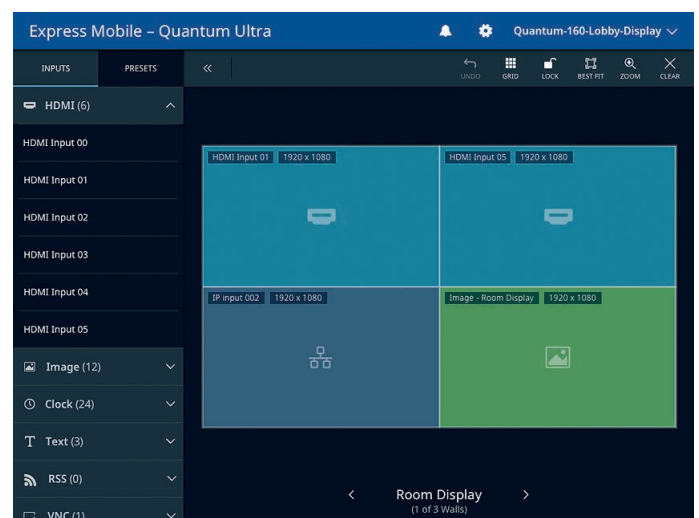 Express Mobile – Quantum Ultra
Quantum-160-Lobby-Display
INPUTS
PRESETS
UNDO
GRID
LOCK
BEST FIT
ZOOM
CLEAR
HDMI (6)
HDMI Input 00
HDMI Input 01
HDMI Input 02
HDMI Input 03
HDMI Input 04
HDMI Input 05
Image (12)
Clock (24)
Text (3)
RSS (0)
VNC (1)
HDMI Input 01 1920 x 1080
HDMI Input 05 1920 x 1080
IP input 002 1920 x 1080
Image - Room Display 1920 x 1080
Room Display
(1 of 3 Walls)